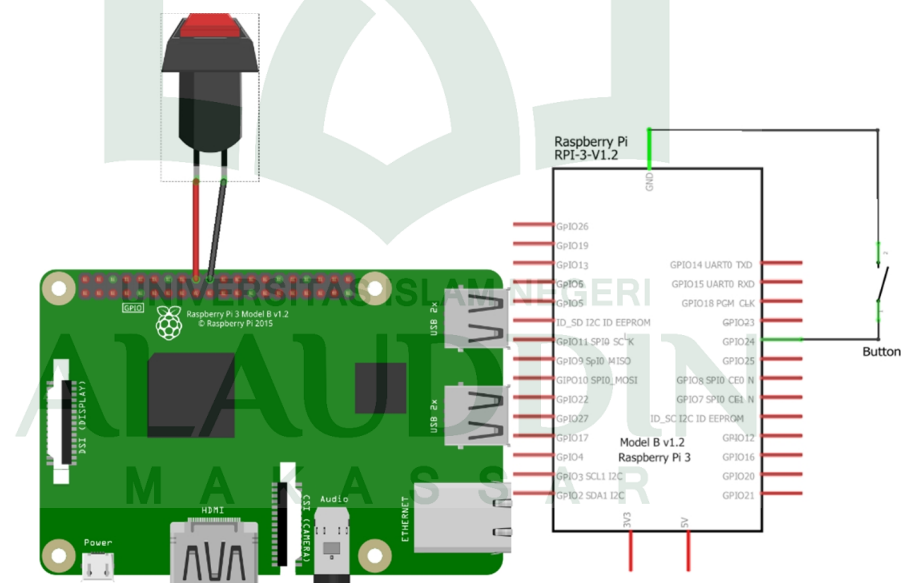 Raspberry Pi
RPI-3-V1.2
GND
GpIO26
GpIO19
GpIO13
GpIO6
GpIO5
ID_SD I2C ID EEPROM
GpIO11 SPI0 SCLK
GpIO9 SpI0 MISO
GIPO10 SPI0_MOSI
GpIO22
GpIO27
GpIO17
GpIO4
GpIO3 SCL1 I2C
GpIO2 SDA1 I2C
GPIO14 UART0 TXD
GPIO15 UART0 RXD
GPIO18 PGM CLK
GPIO23
GPIO24
GPIO25
GPIO8 SPI0 CE0 N
GPIO7 SPI0 CE1 N
ID_SC I2C ID EEPROM
GPIO12
GPIO16
GPIO20
GPIO21
Model B v1.2
Raspberry Pi 3
3V3
5V
Button
GPIO
Raspberry Pi 3 Model B v1.2
© Raspberry Pi 2015
USB 2x
USB 2x
DSI (DISPLAY)
CSI (CAMERA)
Audio
ETHERNET
HDMI
Power
UNIVERSITAS ISLAM NEGERI
ALAUDDIN
MAKASSAR